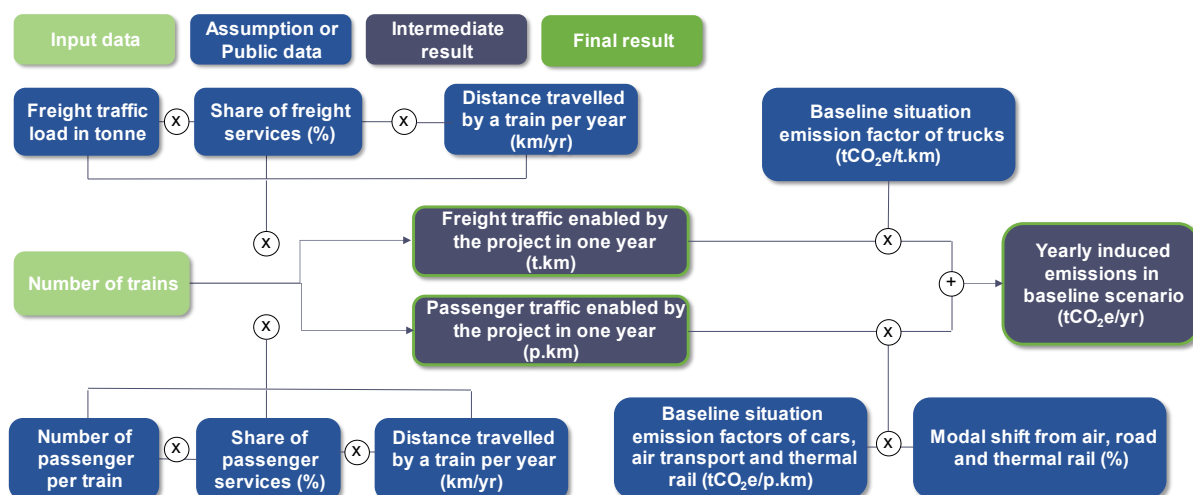 Input data
Assumption or
Public data
Intermediate
result
Final result
Freight traffic
load in tonne
x
Share of freight
services (%)
x
Distance travelled
by a train per year
(km/yr)
Baseline situation
emission factor of trucks
(tCO₂e/t.km)
x
Freight traffic enabled by
the project in one year
(t.km)
x
Number of trains
+
Yearly induced
emissions in
baseline scenario
(tCO₂e/yr)
x
Passenger traffic enabled by
the project in one year
(p.km)
x
Number of
passenger
per train
x
Share of
passenger
services (%)
x
Distance travelled
by a train per year
(km/yr)
Baseline situation
emission factors of cars,
air transport and thermal
rail (tCO₂e/p.km)
x
Modal shift from air, road
and thermal rail (%)